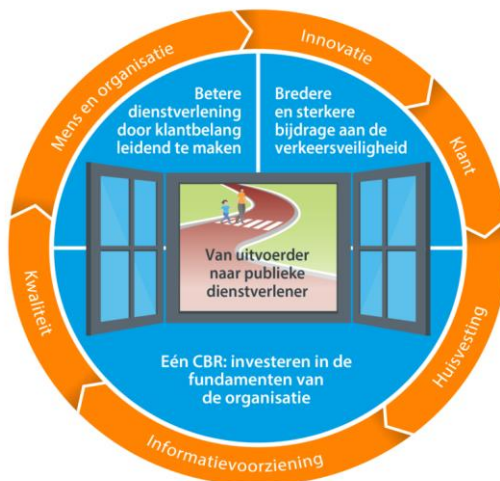 Mens en organisatie
Innovatie
Klant
Huisvesting
Informatievoorziening
Kwaliteit
Betere
dienstverlening
door klantbelang
leidend te maken
Bredere
en sterkere
bijdrage aan de
verkeersveiligheid
Van uitvoerder
naar publieke
dienstverlener
Eén CBR: investeren in de
fundamenten van
de organisatie